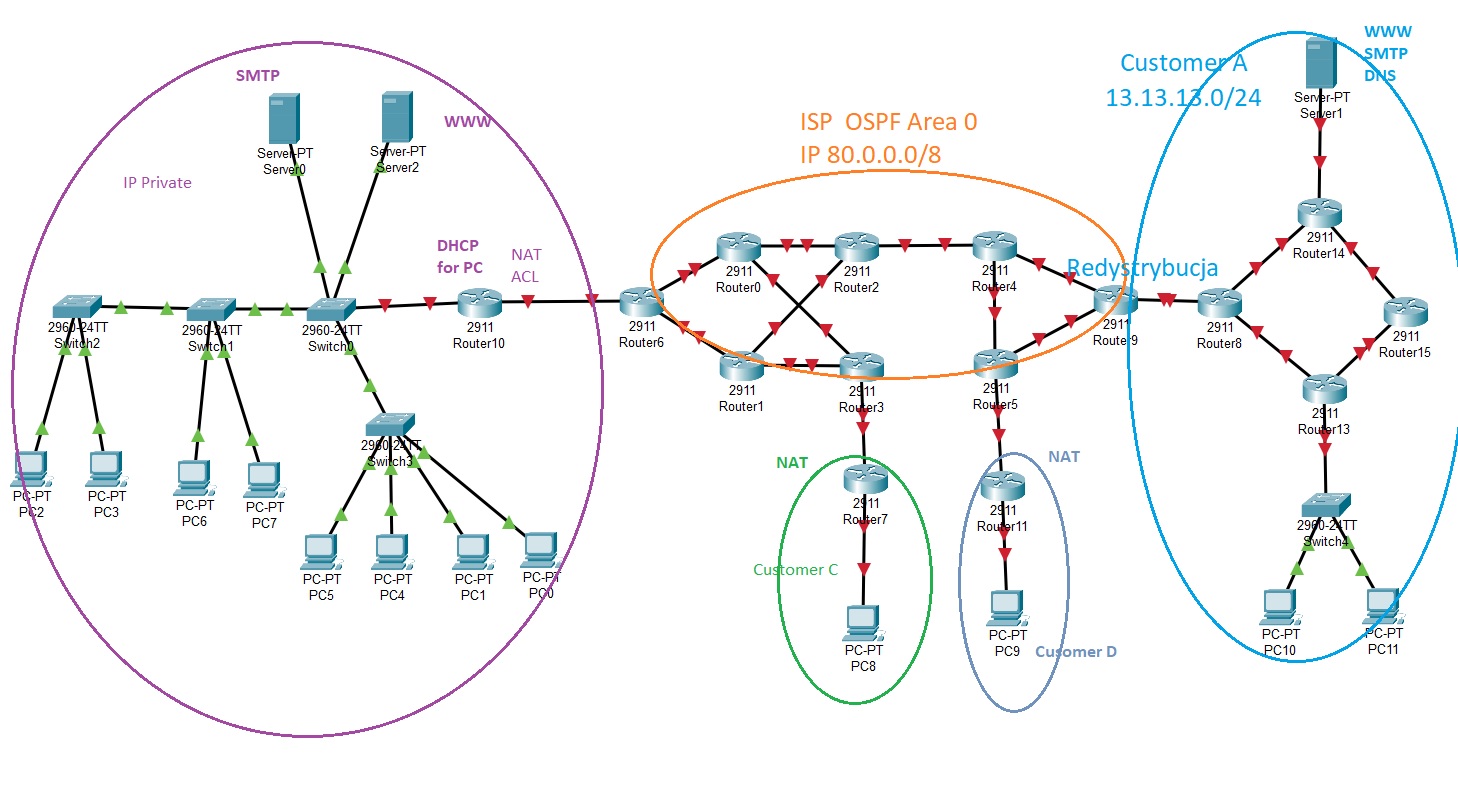 SMTP
WWW
Server-PT
Server0
Server-PT
Server2
IP Private
DHCP
for PC
NAT
ACL
2960-24TT
Switch2
2960-24TT
Switch1
2960-24TT
Switch0
2911
Router10
2960-24TT
Switch3
PC-PT
PC2
PC-PT
PC3
PC-PT
PC6
PC-PT
PC7
PC-PT
PC5
PC-PT
PC4
PC-PT
PC1
PC-PT
PC0
ISP OSPF Area 0
IP 80.0.0.0/8
2911
Router6
2911
Router0
2911
Router2
2911
Router4
2911
Router1
2911
Router3
2911
Router5
Redystrybucja
2911
Router9
NAT
2911
Router7
Customer C
PC-PT
PC8
NAT
2911
Router11
PC-PT
PC9
Cusomer D
Customer A
13.13.13.0/24
WWW
SMTP
DNS
Server-PT
Server1
2911
Router14
2911
Router8
2911
Router15
2911
Router13
2960-24TT
Switch4
PC-PT
PC10
PC-PT
PC11